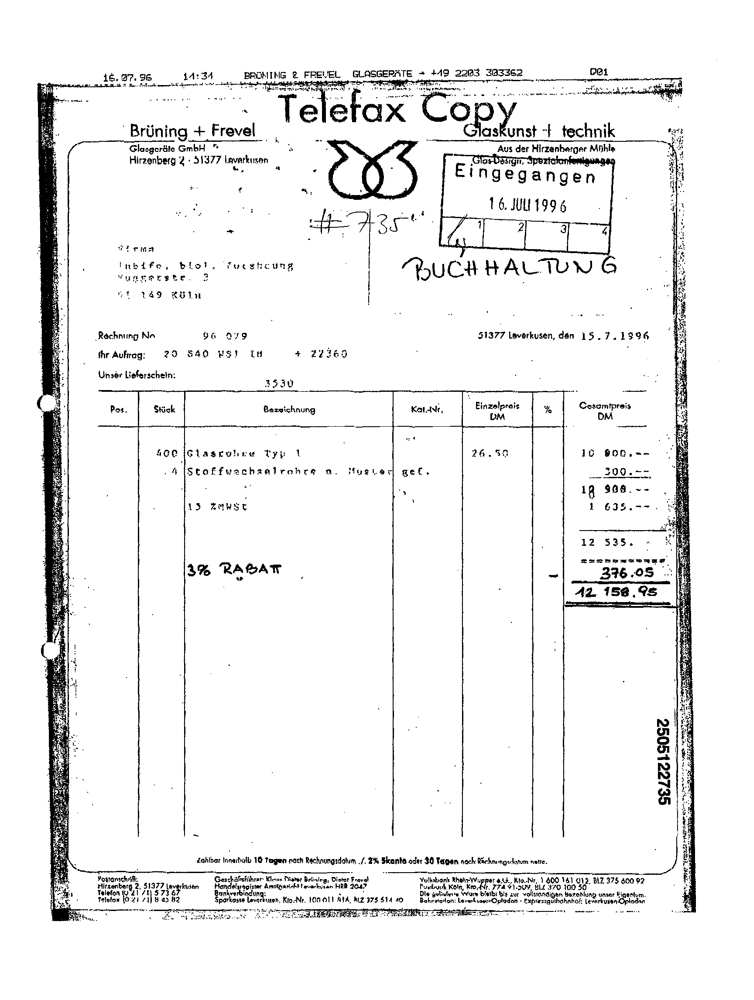 16.07.96 14:34 BRÜNING & FREVEL GLASGERÄTE → +49 2203 303362 D01
Telefax Copy
Brüning + Frevel
Glasgeräte GmbH
Hirzenberg 2 · 51377 Leverkusen
Glaskunst + technik
Aus der Hirzenberger Mühle
Glas-Design, Spezialanfertigungen
Eingegangen
16. JULI 1996
1 2 3 4
# 735
BUCHHALTUNG
Firma
biol.
3
149 Köln
Rechnung No 96 079
51377 Leverkusen, den 15.7.1996
Ihr Auftrag: 20 840 WS1 IH + 22360
Unser Lieferschein:
3530
Pos. Stück Bezeichnung Kat.-Nr. Einzelpreis DM % Gesamtpreis DM
400 Glasrohre Typ 1 26.50 10 .--
4 Stoffwechselrohre n. Muster gef. 300.--
10 900.--
15 %MWSt 1 635.--
12 535. -
3% RABATT - 376.05
12 158.95
2505122735
Zahlbar innerhalb 10 Tagen nach Rechnungsdatum ./. 2% Skonto oder 30 Tagen nach Rechnungsdatum netto.
Postanschrift:
Hirzenberg 2, 51377 Leverkusen
Telefon (0 21 71) 5 73 67
Telefax (0 21 71) 8 45 82
Geschäftsführer: Klaus Dieter Brüning, Dieter Frevel
Handelsregister Amtsgericht Leverkusen HRB 2047
Bankverbindung:
Sparkasse Leverkusen, Kto.-Nr. 100 011 816, BLZ 375 514 40
Volksbank Rhein-Wupper e.G., Kto.-Nr. 1 600 161 012, BLZ 375 600 92
Postbank Köln, Kto.-Nr. 774 91-509, BLZ 370 100 50
Die gelieferte Ware bleibt bis zur vollständigen Bezahlung unser Eigentum.
Bahnstation: Leverkusen-Opladen - Expressgutbahnhof: Leverkusen-Opladen